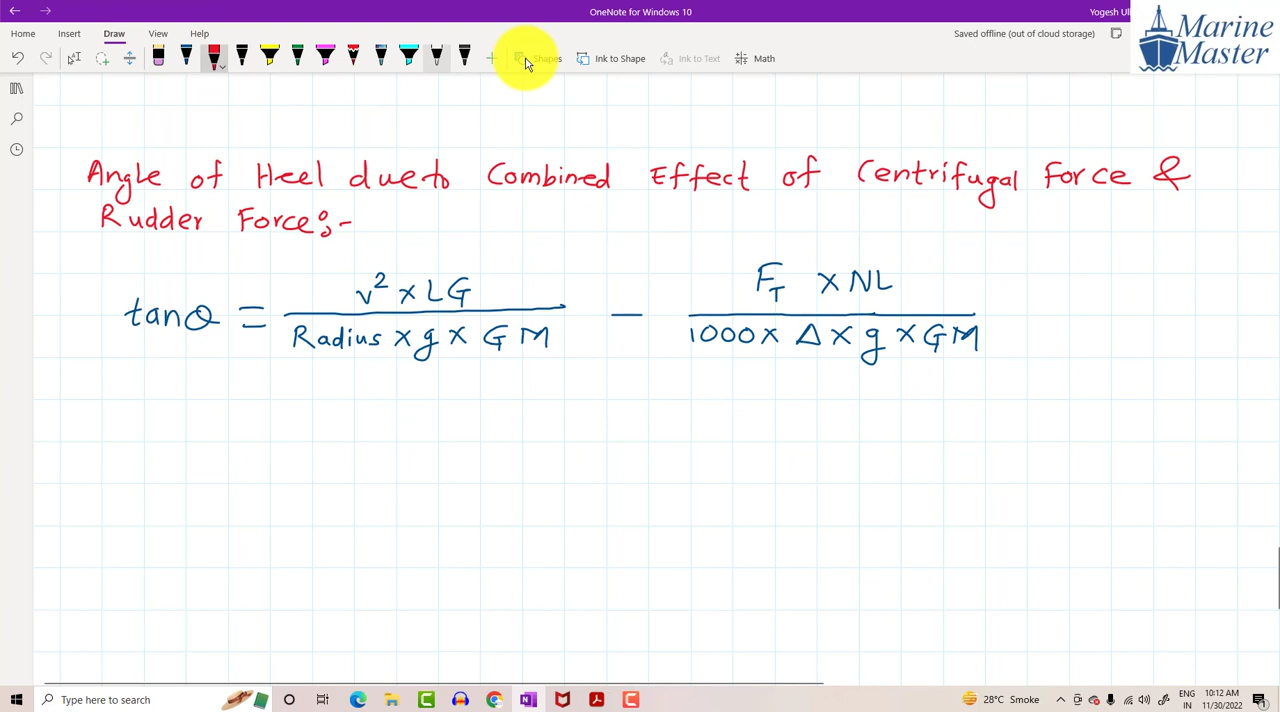 OneNote for Windows 10
Yogesh Ull
Home
Insert
Draw
View
Help
Saved offline (out of cloud storage)
Marine
Master
Shapes
Ink to Shape
Ink to Text
Math
Angle of Heel due to Combined Effect of Centrifugal Force &
Rudder Force:-
tanθ = v² x LG / Radius x g x GM - F_T x NL / 1000 x Δ x g x GM
Type here to search
28°C Smoke
ENG
IN
10:12 AM
11/30/2022
1